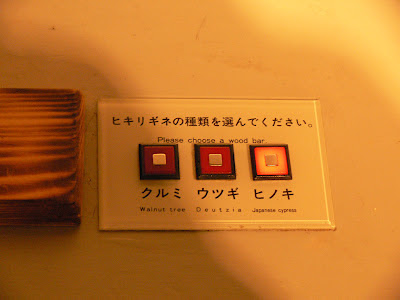 ヒキリギネの種類を選んでください。
Please choose a wood bar.
クルミ ウツギ ヒノキ
Walnut tree Deutzia Japanese cypress